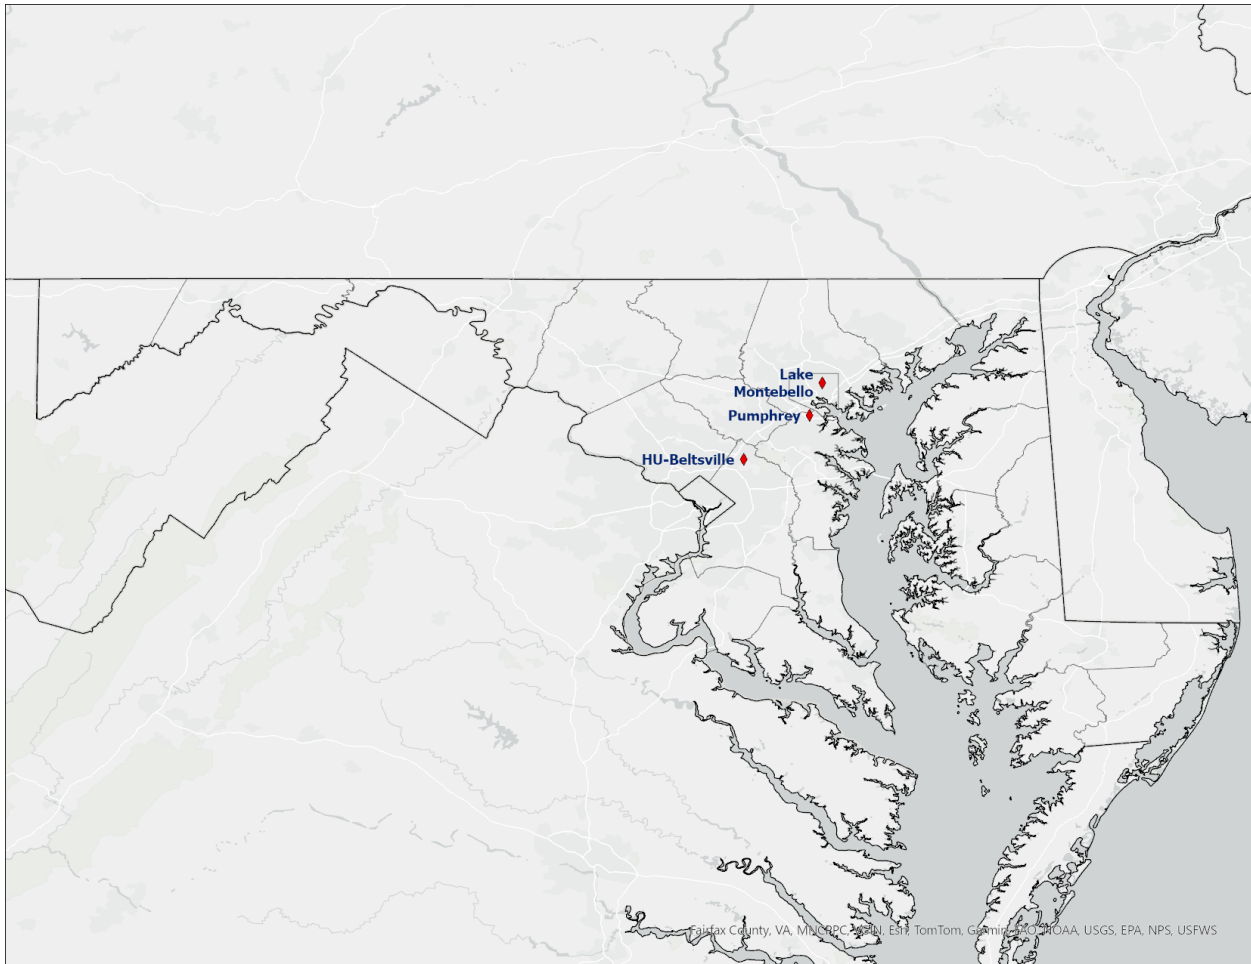 Lake
Montebello
Pumphrey
HU-Beltsville
Fairfax County, VA, MNCPPC, VGIN, Esri, TomTom, Garmin, FAO, NOAA, USGS, EPA, NPS, USFWS